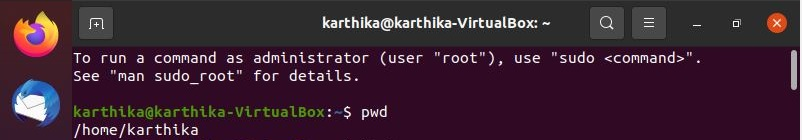 karthika@karthika-VirtualBox: ~
To run a command as administrator (user "root"), use "sudo <command>".
See "man sudo_root" for details.
karthika@karthika-VirtualBox:~$ pwd
/home/karthika